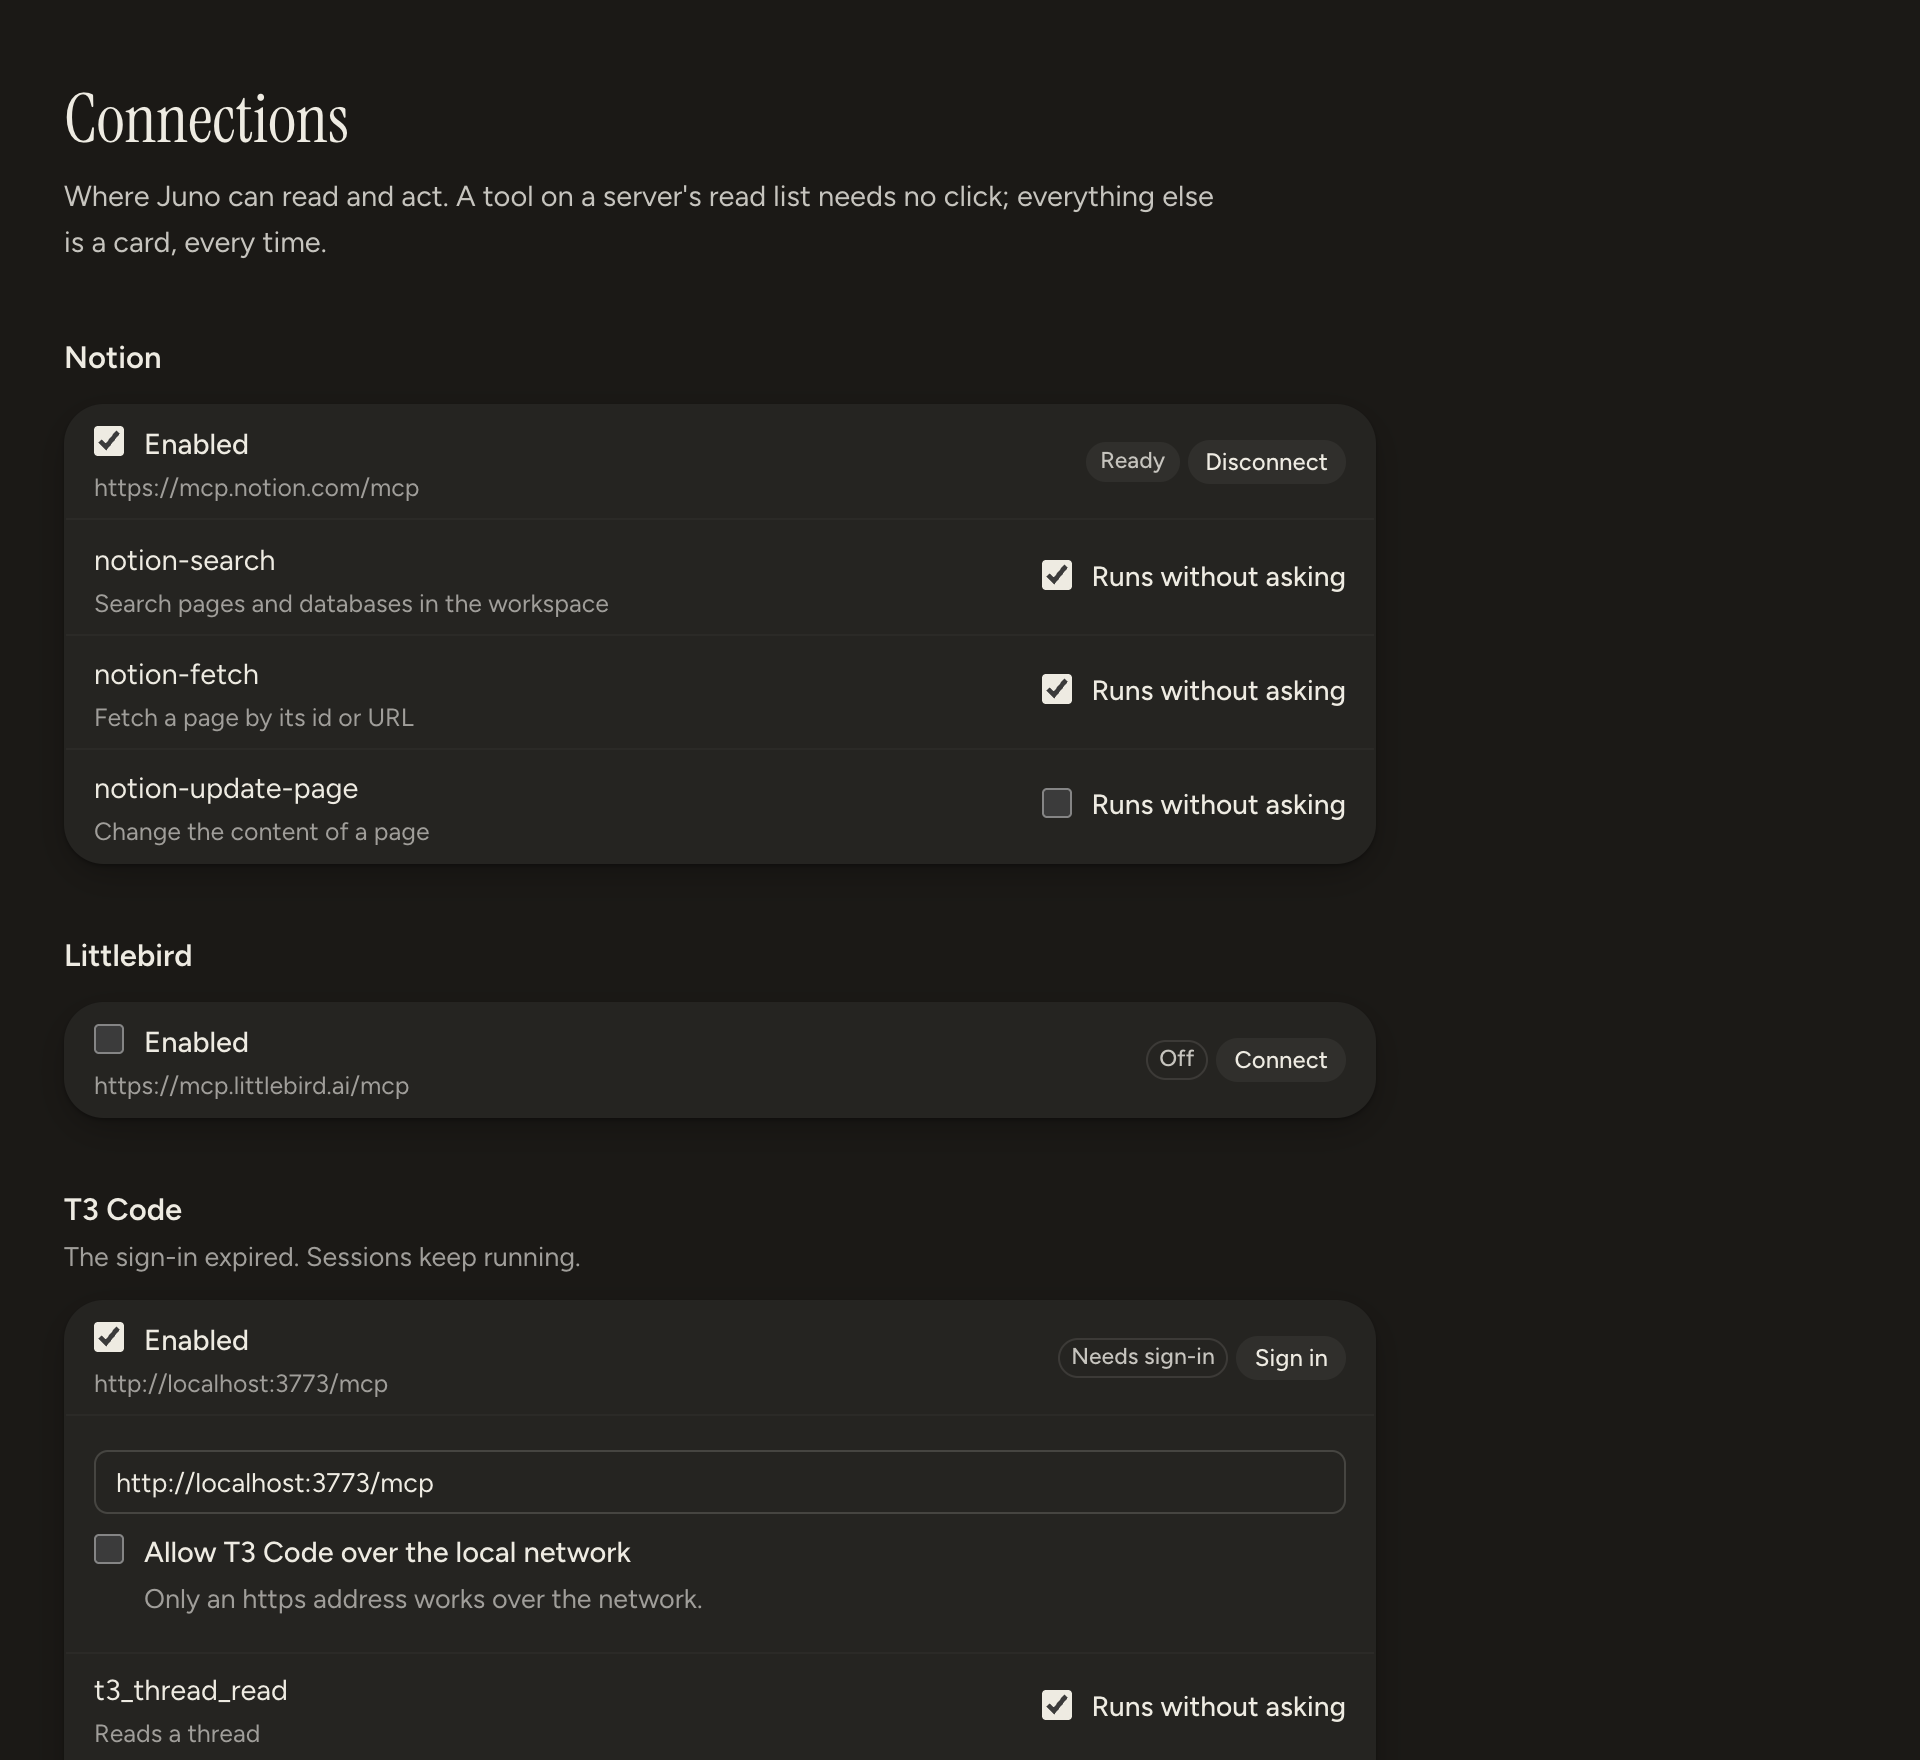 Connections
Where Juno can read and act. A tool on a server's read list needs no click; everything else
is a card, every time.
Notion
Enabled
https://mcp.notion.com/mcp
Ready
Disconnect
notion-search
Search pages and databases in the workspace
Runs without asking
notion-fetch
Fetch a page by its id or URL
Runs without asking
notion-update-page
Change the content of a page
Runs without asking
Littlebird
Enabled
https://mcp.littlebird.ai/mcp
Off
Connect
T3 Code
The sign-in expired. Sessions keep running.
Enabled
http://localhost:3773/mcp
Needs sign-in
Sign in
http://localhost:3773/mcp
Allow T3 Code over the local network
Only an https address works over the network.
t3_thread_read
Reads a thread
Runs without asking